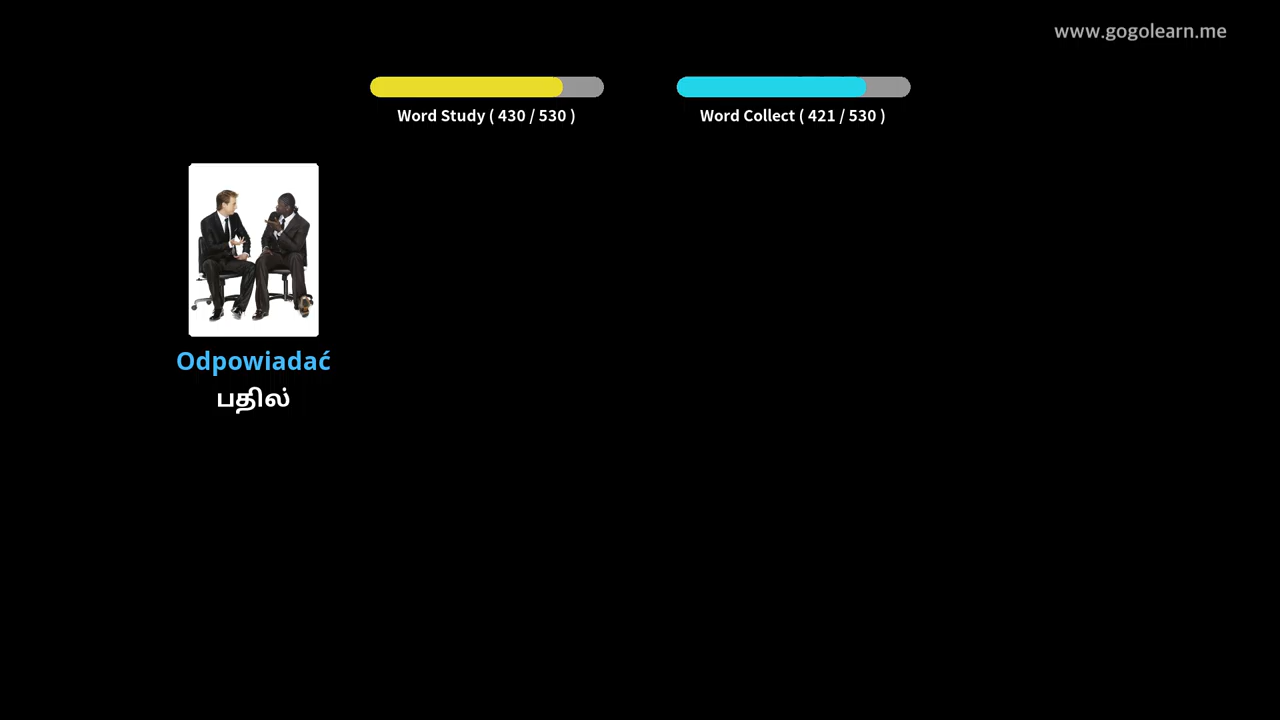 www.gogolearn.me
Word Study ( 430 / 530 )
Word Collect ( 421 / 530 )
Odpowiadać
பதில்